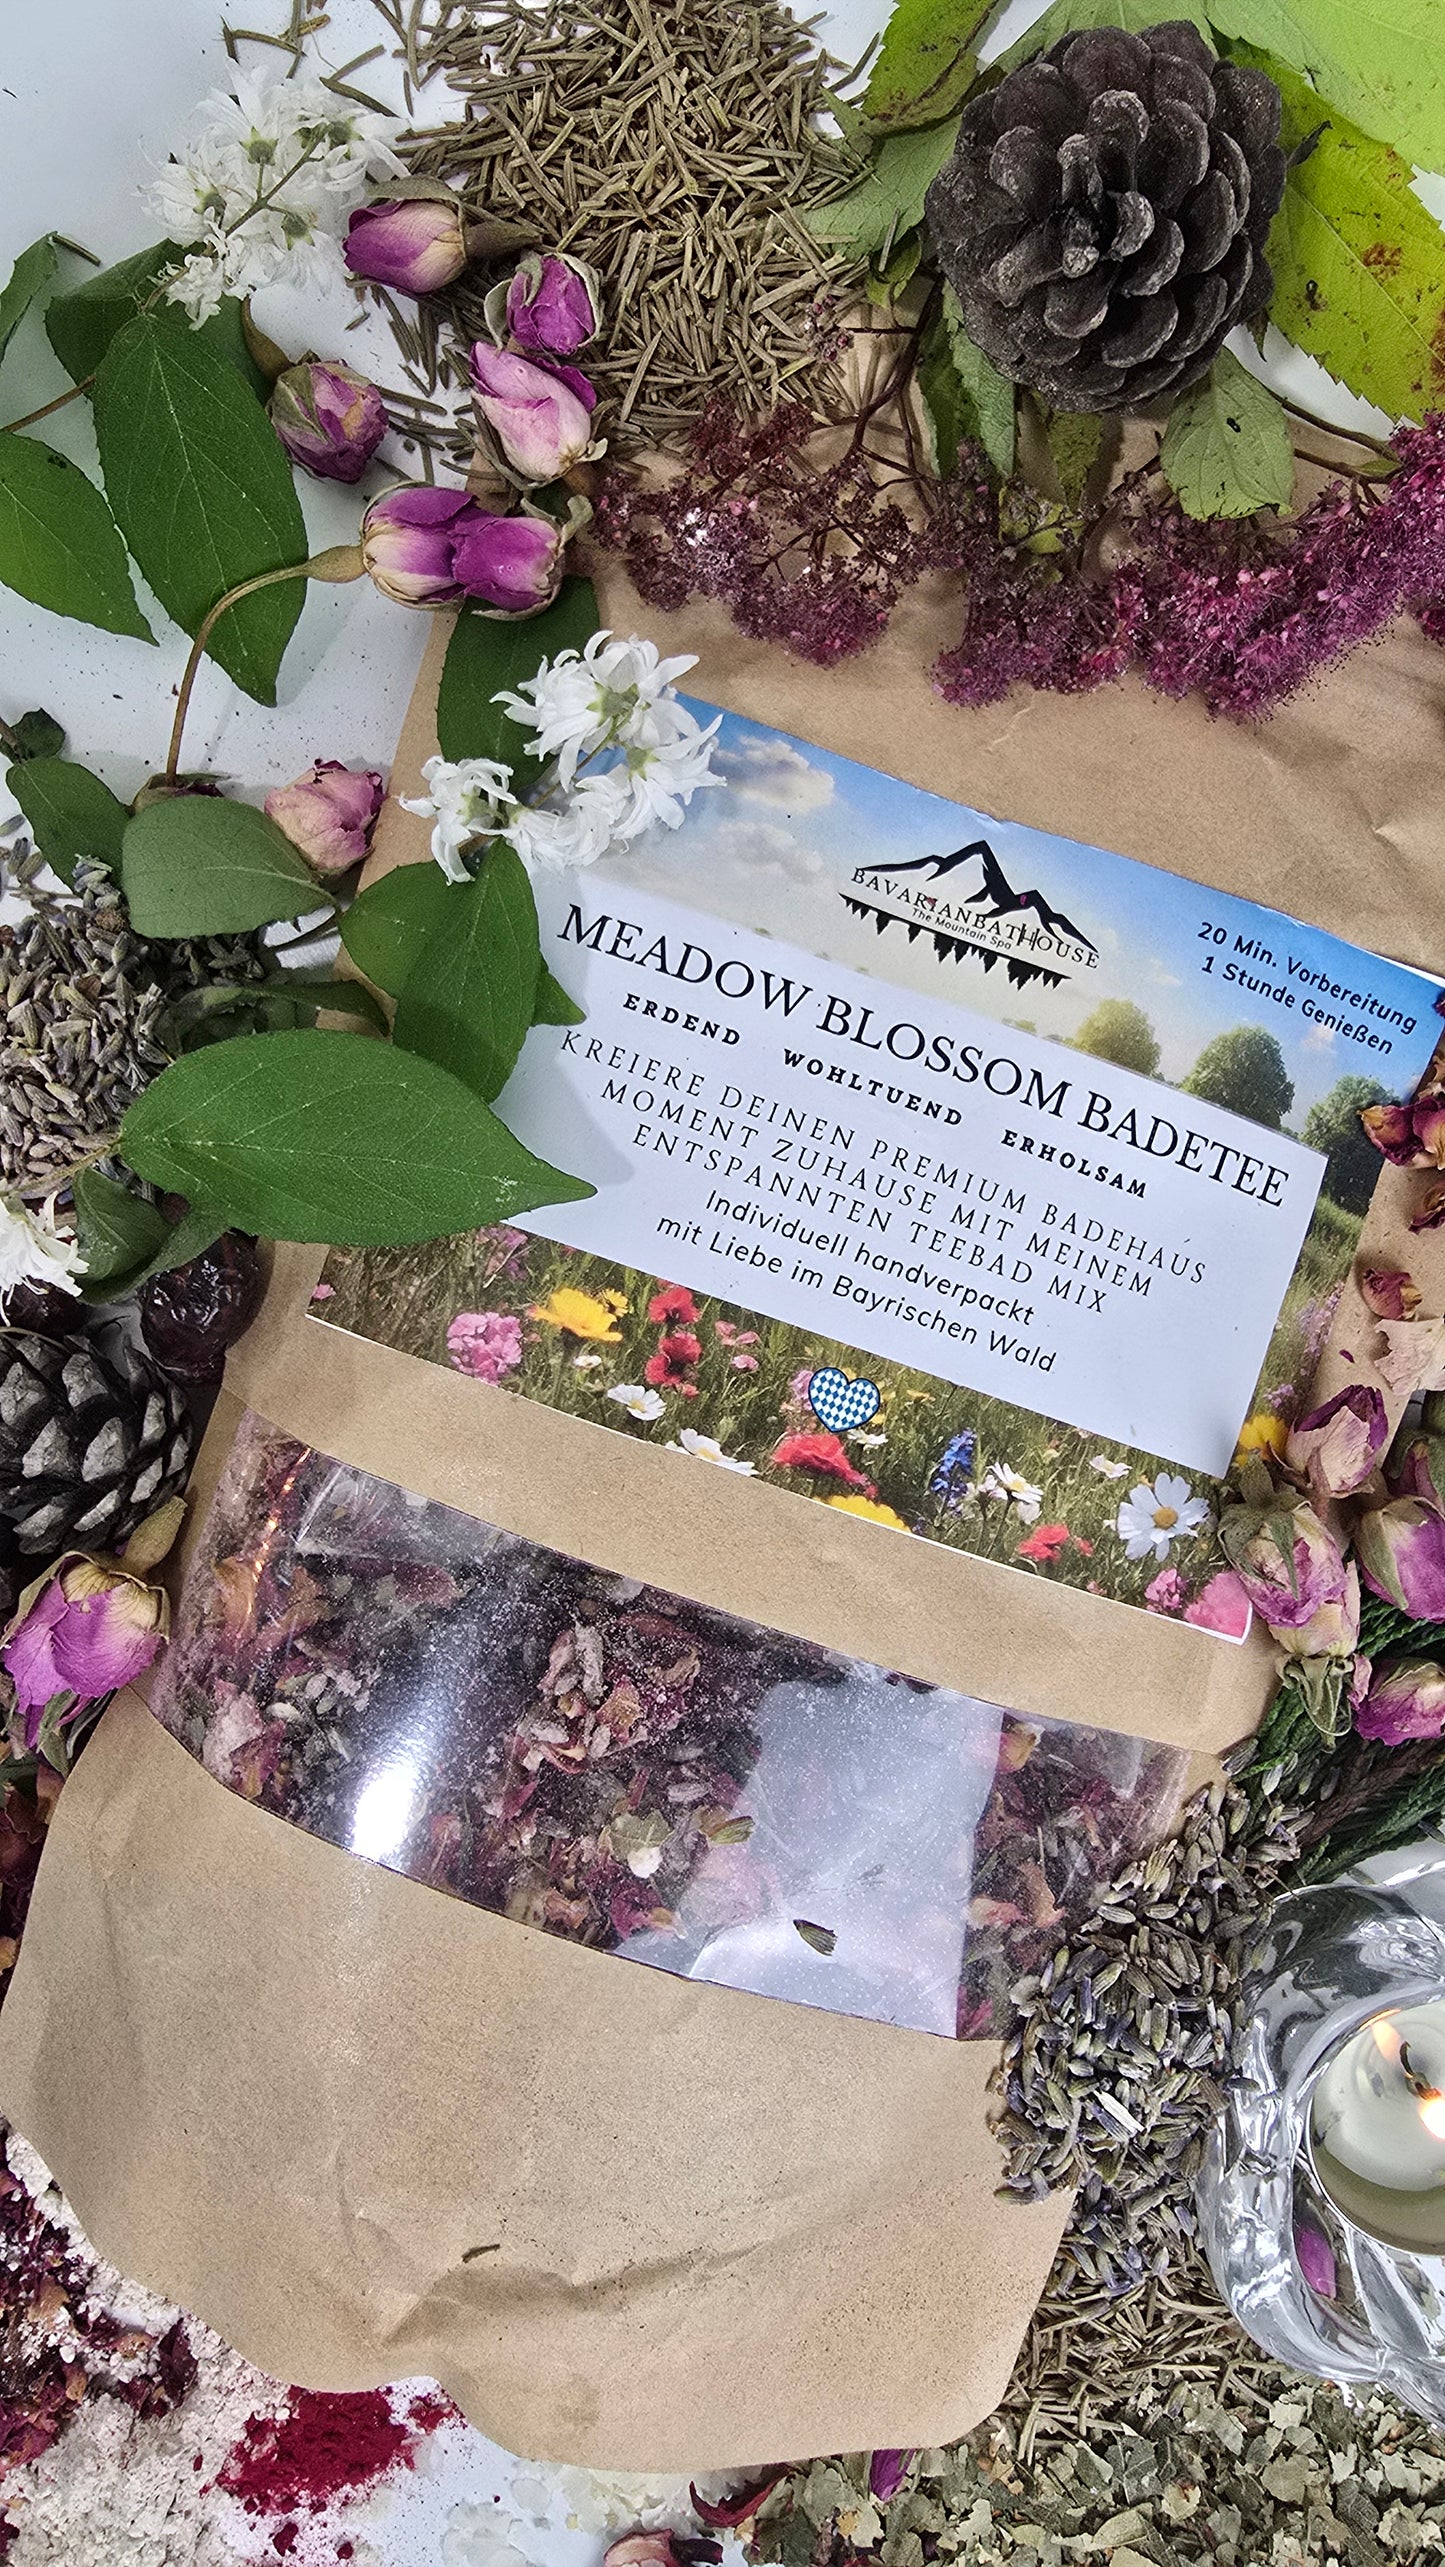 BAVARIANBATHOUSE
The Mountain Spa
20 Min. Vorbereitung
1 Stunde Genießen
MEADOW BLOSSOM BADETEE
ERDEND WOHLTUEND ERHOLSAM
KREIERE DEINEN PREMIUM BADEHAUS
MOMENT ZUHAUSE MIT MEINEM
ENTSPANNTEN TEEBAD MIX
Individuell handverpackt
mit Liebe im Bayrischen Wald